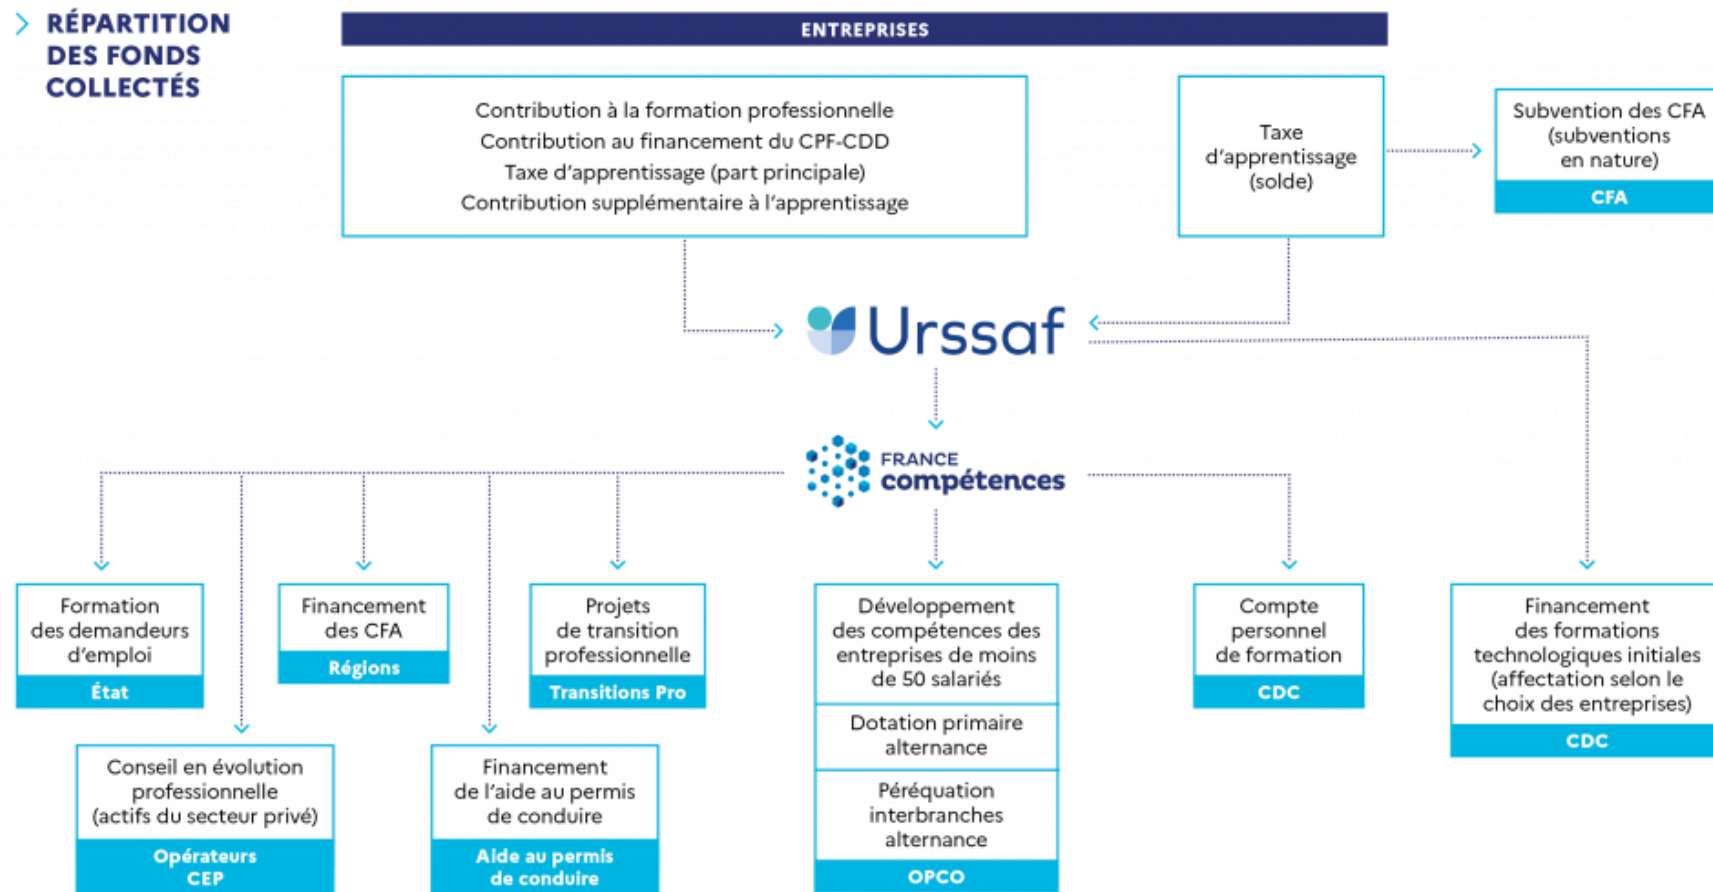 RÉPARTITION
DES FONDS
COLLECTÉS
ENTREPRISES
Contribution à la formation professionnelle
Contribution au financement du CPF-CDD
Taxe d'apprentissage (part principale)
Contribution supplémentaire à l'apprentissage
Taxe
d'apprentissage
(solde)
Subvention des CFA
(subventions
en nature)
CFA
Urssaf
FRANCE
compétences
Formation
des demandeurs
d'emploi
État
Financement
des CFA
Régions
Projets
de transition
professionnelle
Transitions Pro
Développement
des compétences des
entreprises de moins
de 50 salariés
Dotation primaire
alternance
Péréquation
interbranches
alternance
OPCO
Compte
personnel
de formation
CDC
Financement
des formations
technologiques initiales
(affectation selon le
choix des entreprises)
CDC
Conseil en évolution
professionnelle
(actifs du secteur privé)
Opérateurs
CEP
Financement
de l'aide au permis
de conduire
Aide au permis
de conduire